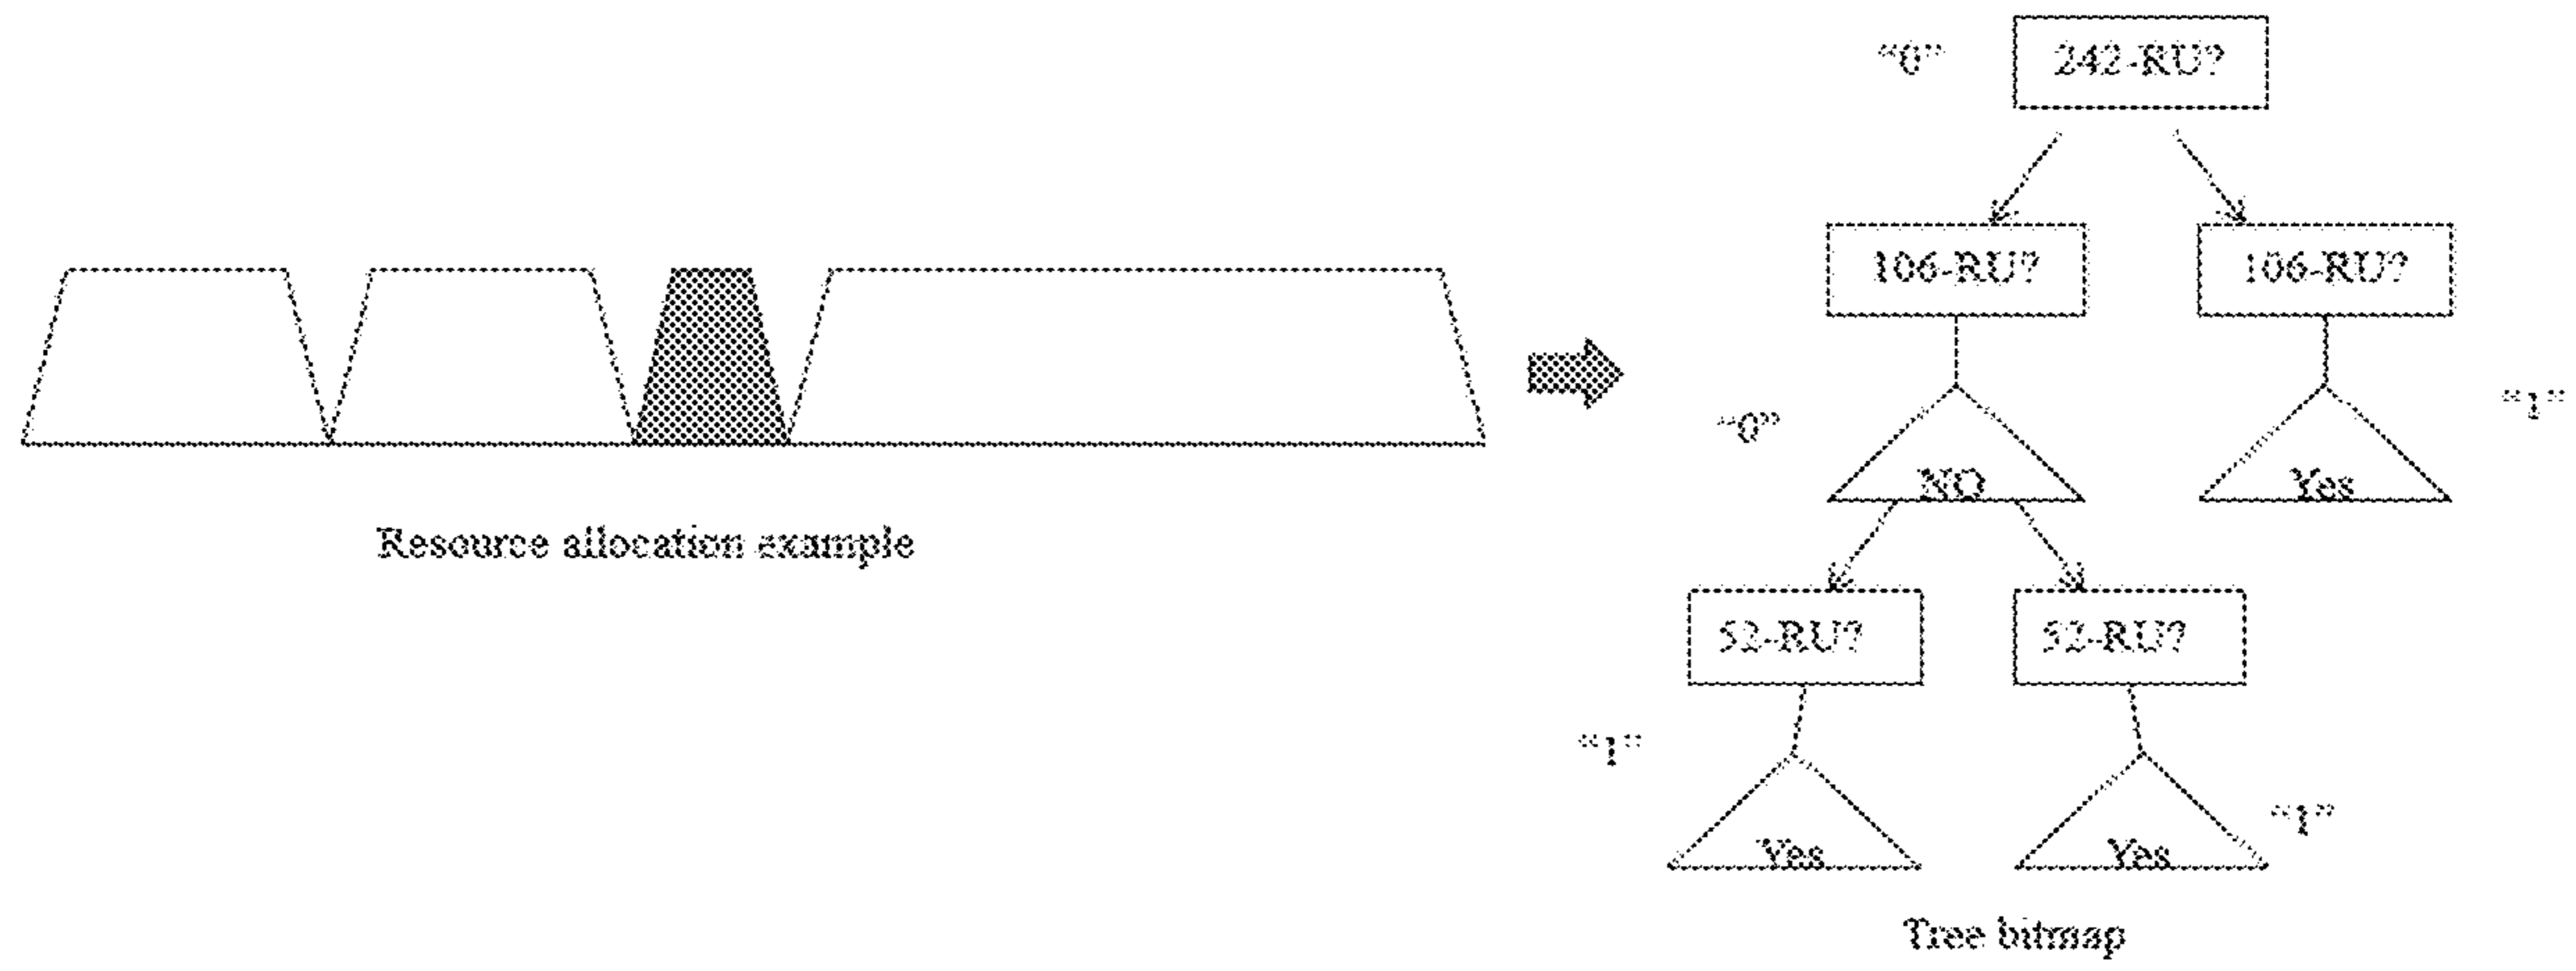 “0” 242-RU?
106-RU? 106-RU?
“0” NO Yes “1”
Resource allocation example
52-RU? 52-RU?
“1” Yes Yes “1”
Tree bitmap